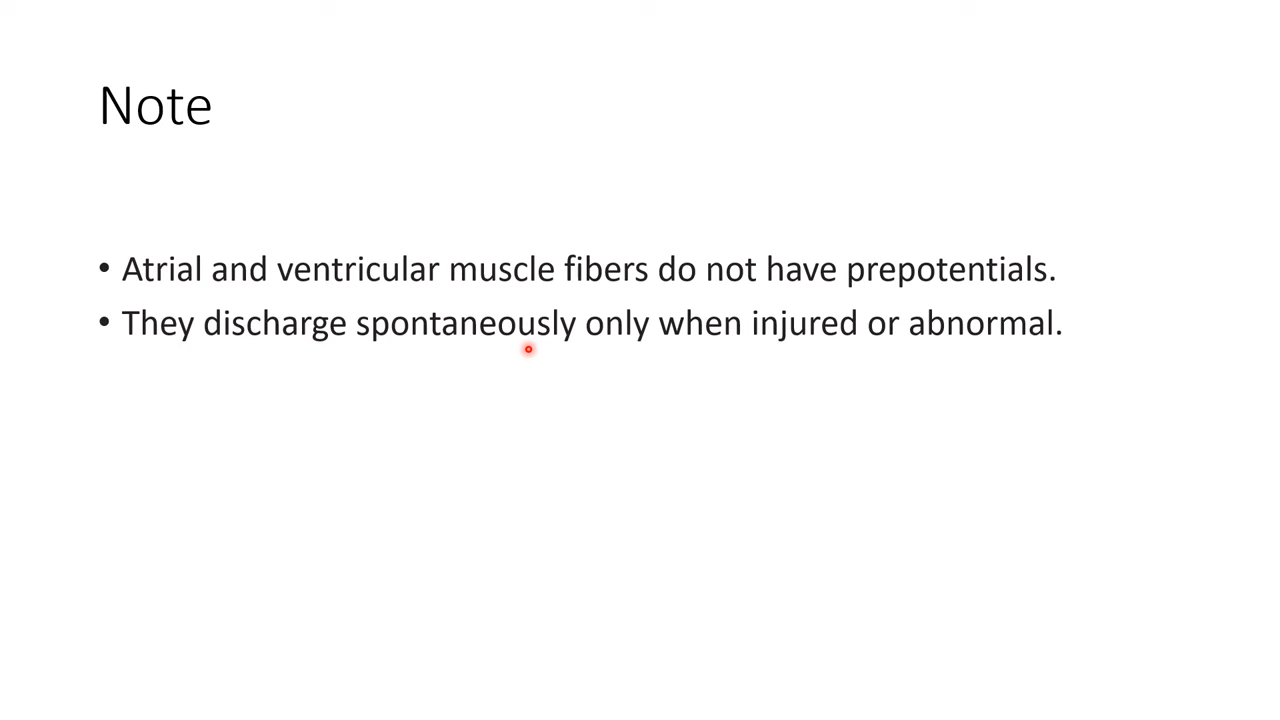 Note
• Atrial and ventricular muscle fibers do not have prepotentials.
• They discharge spontaneously only when injured or abnormal.